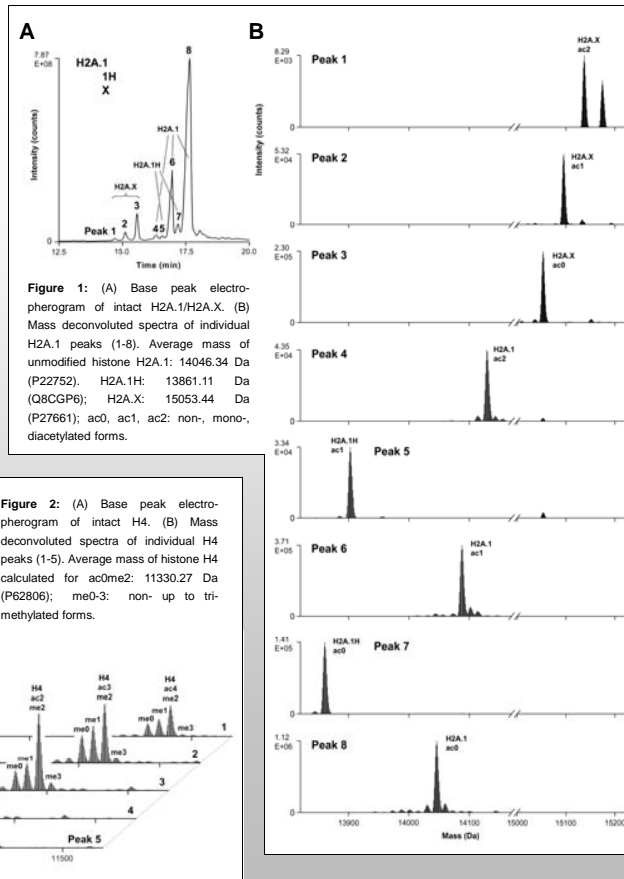 A
7.87
E+08
H2A.1
1H
X
8
H2A.1
6
H2A.1H
H2A.X
3
7
2
4 5
Peak 1
0
12.5
15.0
17.5
20.0
Time (min)
Intensity (counts)
Figure 1: (A) Base peak electro-
pherogram of intact H2A.1/H2A.X. (B)
Mass deconvoluted spectra of individual
H2A.1 peaks (1-8). Average mass of
unmodified histone H2A.1: 14046.34 Da
(P22752). H2A.1H: 13861.11 Da
(Q8CGP6); H2A.X: 15053.44 Da
(P27661); ac0, ac1, ac2: non-, mono-,
diacetylated forms.
Figure 2: (A) Base peak electro-
pherogram of intact H4. (B) Mass
deconvoluted spectra of individual H4
peaks (1-5). Average mass of histone H4
calculated for ac0me2: 11330.27 Da
(P62806); me0-3: non- up to tri-
methylated forms.
H4
ac2
me2
me1
me0
me3
H4
ac3
me2
me1
me0
me3
H4
ac4
me2
me1
me0
me3
1
2
3
4
Peak 5
11500
B
Intensity (counts)
8.29
E+03
Peak 1
H2A.X
ac2
0
5.32
E+04
Peak 2
H2A.X
ac1
0
2.30
E+05
Peak 3
H2A.X
ac0
0
4.35
E+04
Peak 4
H2A.1
ac2
0
3.34
E+04
H2A.1H
ac1
Peak 5
0
3.71
E+05
Peak 6
H2A.1
ac1
0
1.41
E+05
H2A.1H
ac0
Peak 7
0
1.12
E+06
Peak 8
H2A.1
ac0
0
13900
14000
14100
15000
15100
15200
Mass (Da)